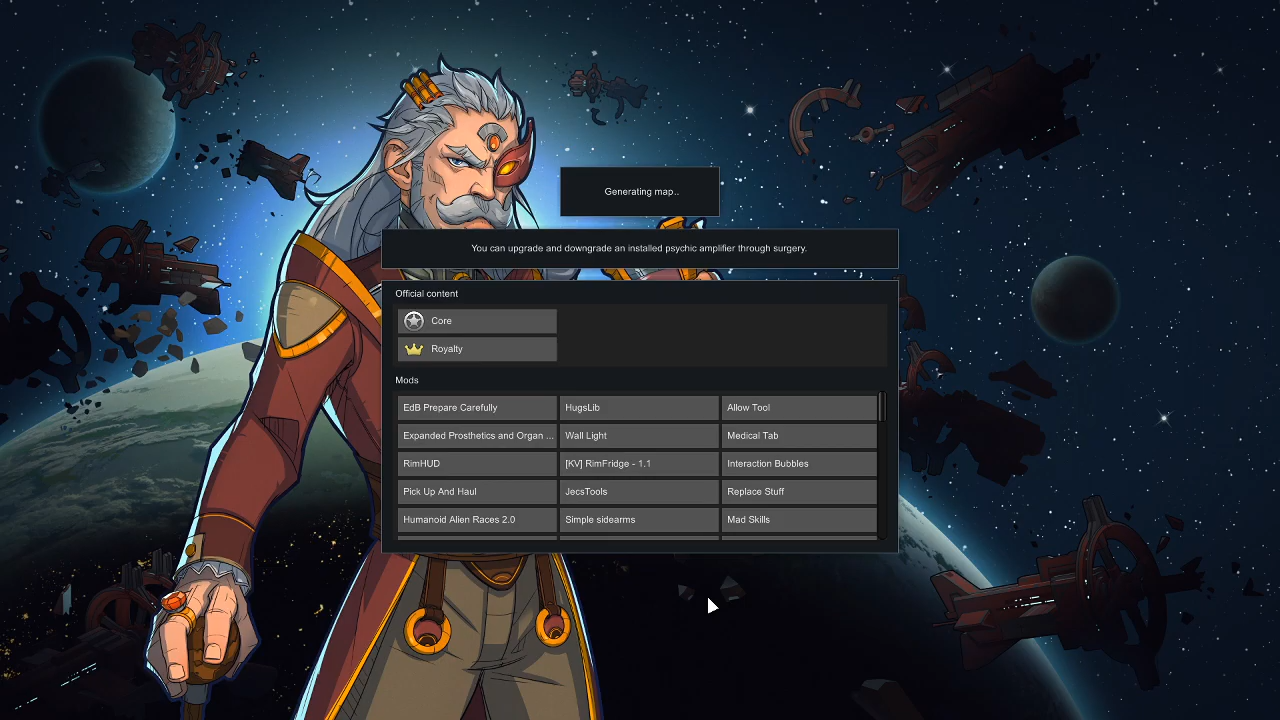 Generating map..
You can upgrade and downgrade an installed psychic amplifier through surgery.
Official content
Core
Royalty
Mods
EdB Prepare Carefully
HugsLib
Allow Tool
Expanded Prosthetics and Organ ...
Wall Light
Medical Tab
RimHUD
[KV] RimFridge - 1.1
Interaction Bubbles
Pick Up And Haul
JecsTools
Replace Stuff
Humanoid Alien Races 2.0
Simple sidearms
Mad Skills